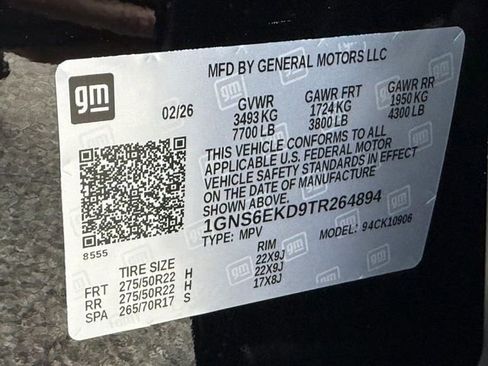 MFD BY GENERAL MOTORS LLC
gm
02/26
GVWR GAWR FRT GAWR RR
3493 KG 1724 KG 1950 KG
7700 LB 3800 LB 4300 LB
THIS VEHICLE CONFORMS TO ALL
APPLICABLE U.S. FEDERAL MOTOR
VEHICLE SAFETY STANDARDS IN EFFECT
ON THE DATE OF MANUFACTURE
SHOWN ABOVE.
1GNS6EKD9TR264894
TYPE: MPV MODEL: 94CK10906
8555
TIRE SIZE RIM
FRT 275/50R22 H 22X9J
RR 275/50R22 H 22X9J
SPA 265/70R17 S 17X8J